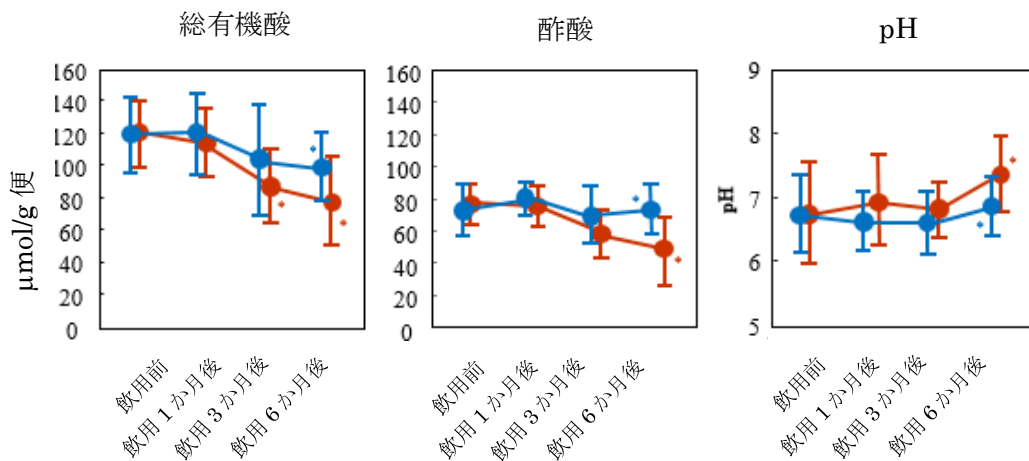 総有機酸
酢酸
pH
μmol/g 便
160
140
120
100
80
60
40
20
0
160
140
120
100
80
60
40
20
0
pH
9
8
7
6
5
飲用前
飲用 1 か月後
飲用 3 か月後
飲用 6 か月後
飲用前
飲用 1 か月後
飲用 3 か月後
飲用 6 か月後
飲用前
飲用 1 か月後
飲用 3 か月後
飲用 6 か月後